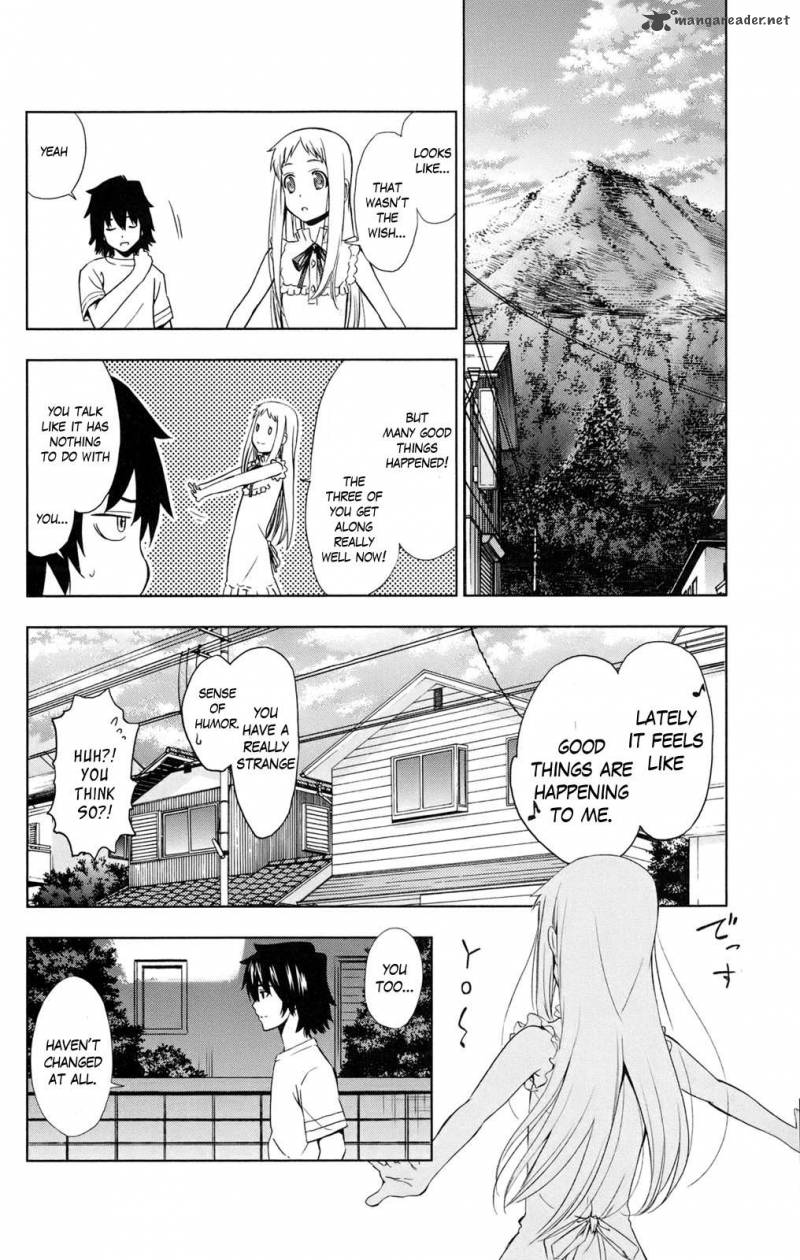 mangareader.net
LOOKS
LIKE...
THAT
WASN'T
THE
WISH...
YEAH
BUT
MANY GOOD
THINGS
HAPPENED!
THE
THREE OF
YOU GET
ALONG
REALLY
WELL NOW!
YOU TALK
LIKE IT HAS
NOTHING
TO DO WITH
YOU...
LATELY
IT FEELS
LIKE
GOOD
THINGS ARE
HAPPENING
TO ME.
YOU
HAVE A
REALLY
STRANGE
SENSE
OF
HUMOR.
HUH?!
YOU
THINK
SO?!
でっす
よ〜
YOU
TOO...
HAVEN'T
CHANGED
AT ALL.